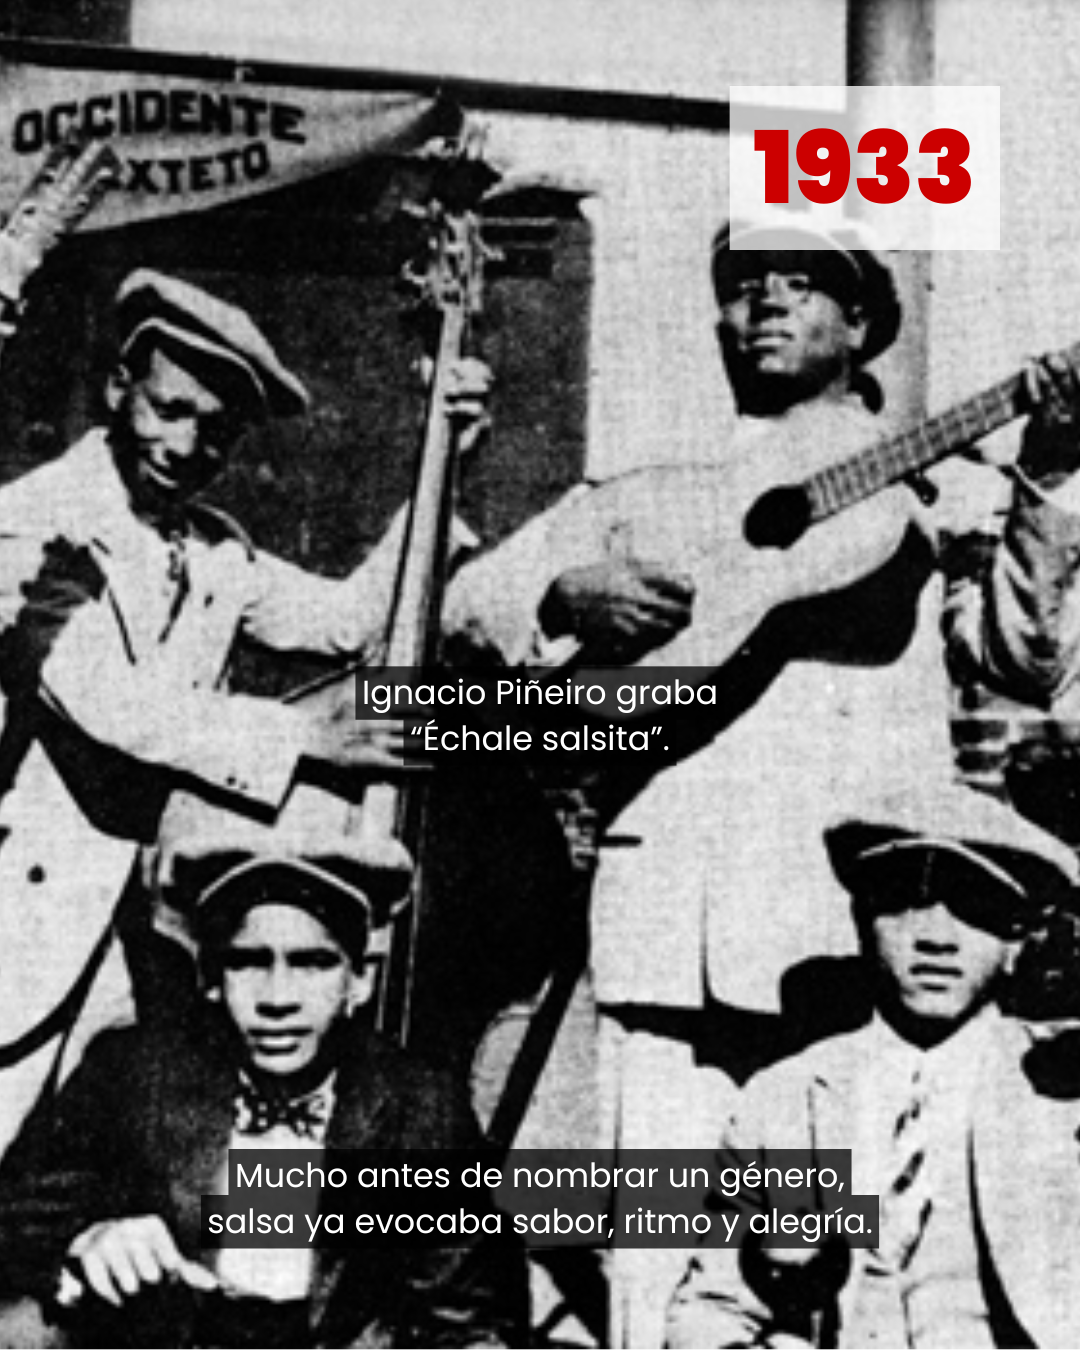 OCCIDENTE
1933
Ignacio Piñeiro graba
“Échale salsita”.
Mucho antes de nombrar un género,
salsa ya evocaba sabor, ritmo y alegría.